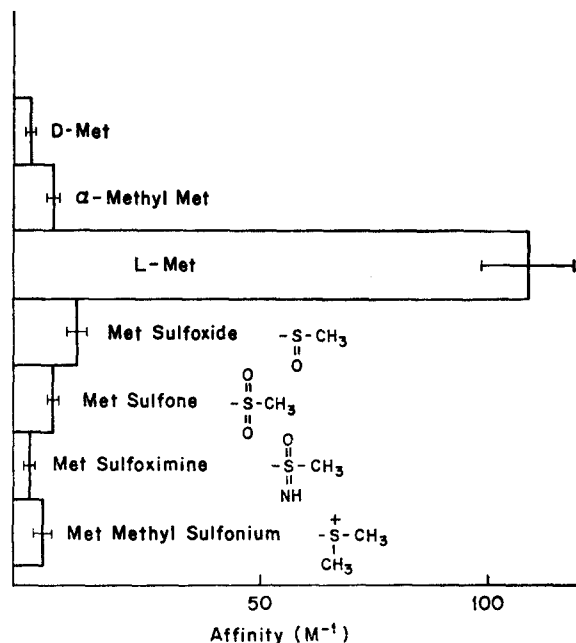 D-Met
α-Methyl Met
L-Met
Met Sulfoxide -S-CH3
O
O
Met Sulfone -S-CH3
O
O
Met Sulfoximine -S-CH3
NH
+
Met Methyl Sulfonium -S-CH3
CH3
50 100
Affinity (M⁻¹)